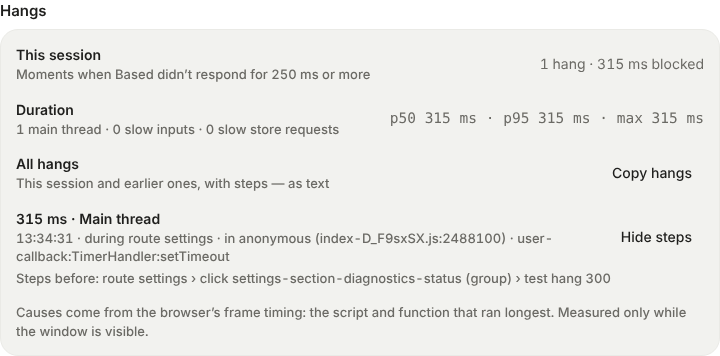 Hangs
This session
Moments when Based didn’t respond for 250 ms or more
1 hang · 315 ms blocked
Duration
1 main thread · 0 slow inputs · 0 slow store requests
p50 315 ms · p95 315 ms · max 315 ms
All hangs
This session and earlier ones, with steps — as text
Copy hangs
315 ms · Main thread
13:34:31 · during route settings · in anonymous (index-D_F9sxSX.js:2488100) · user-
callback:TimerHandler:setTimeout
Hide steps
Steps before: route settings › click settings-section-diagnostics-status (group) › test hang 300
Causes come from the browser’s frame timing: the script and function that ran longest. Measured only while
the window is visible.